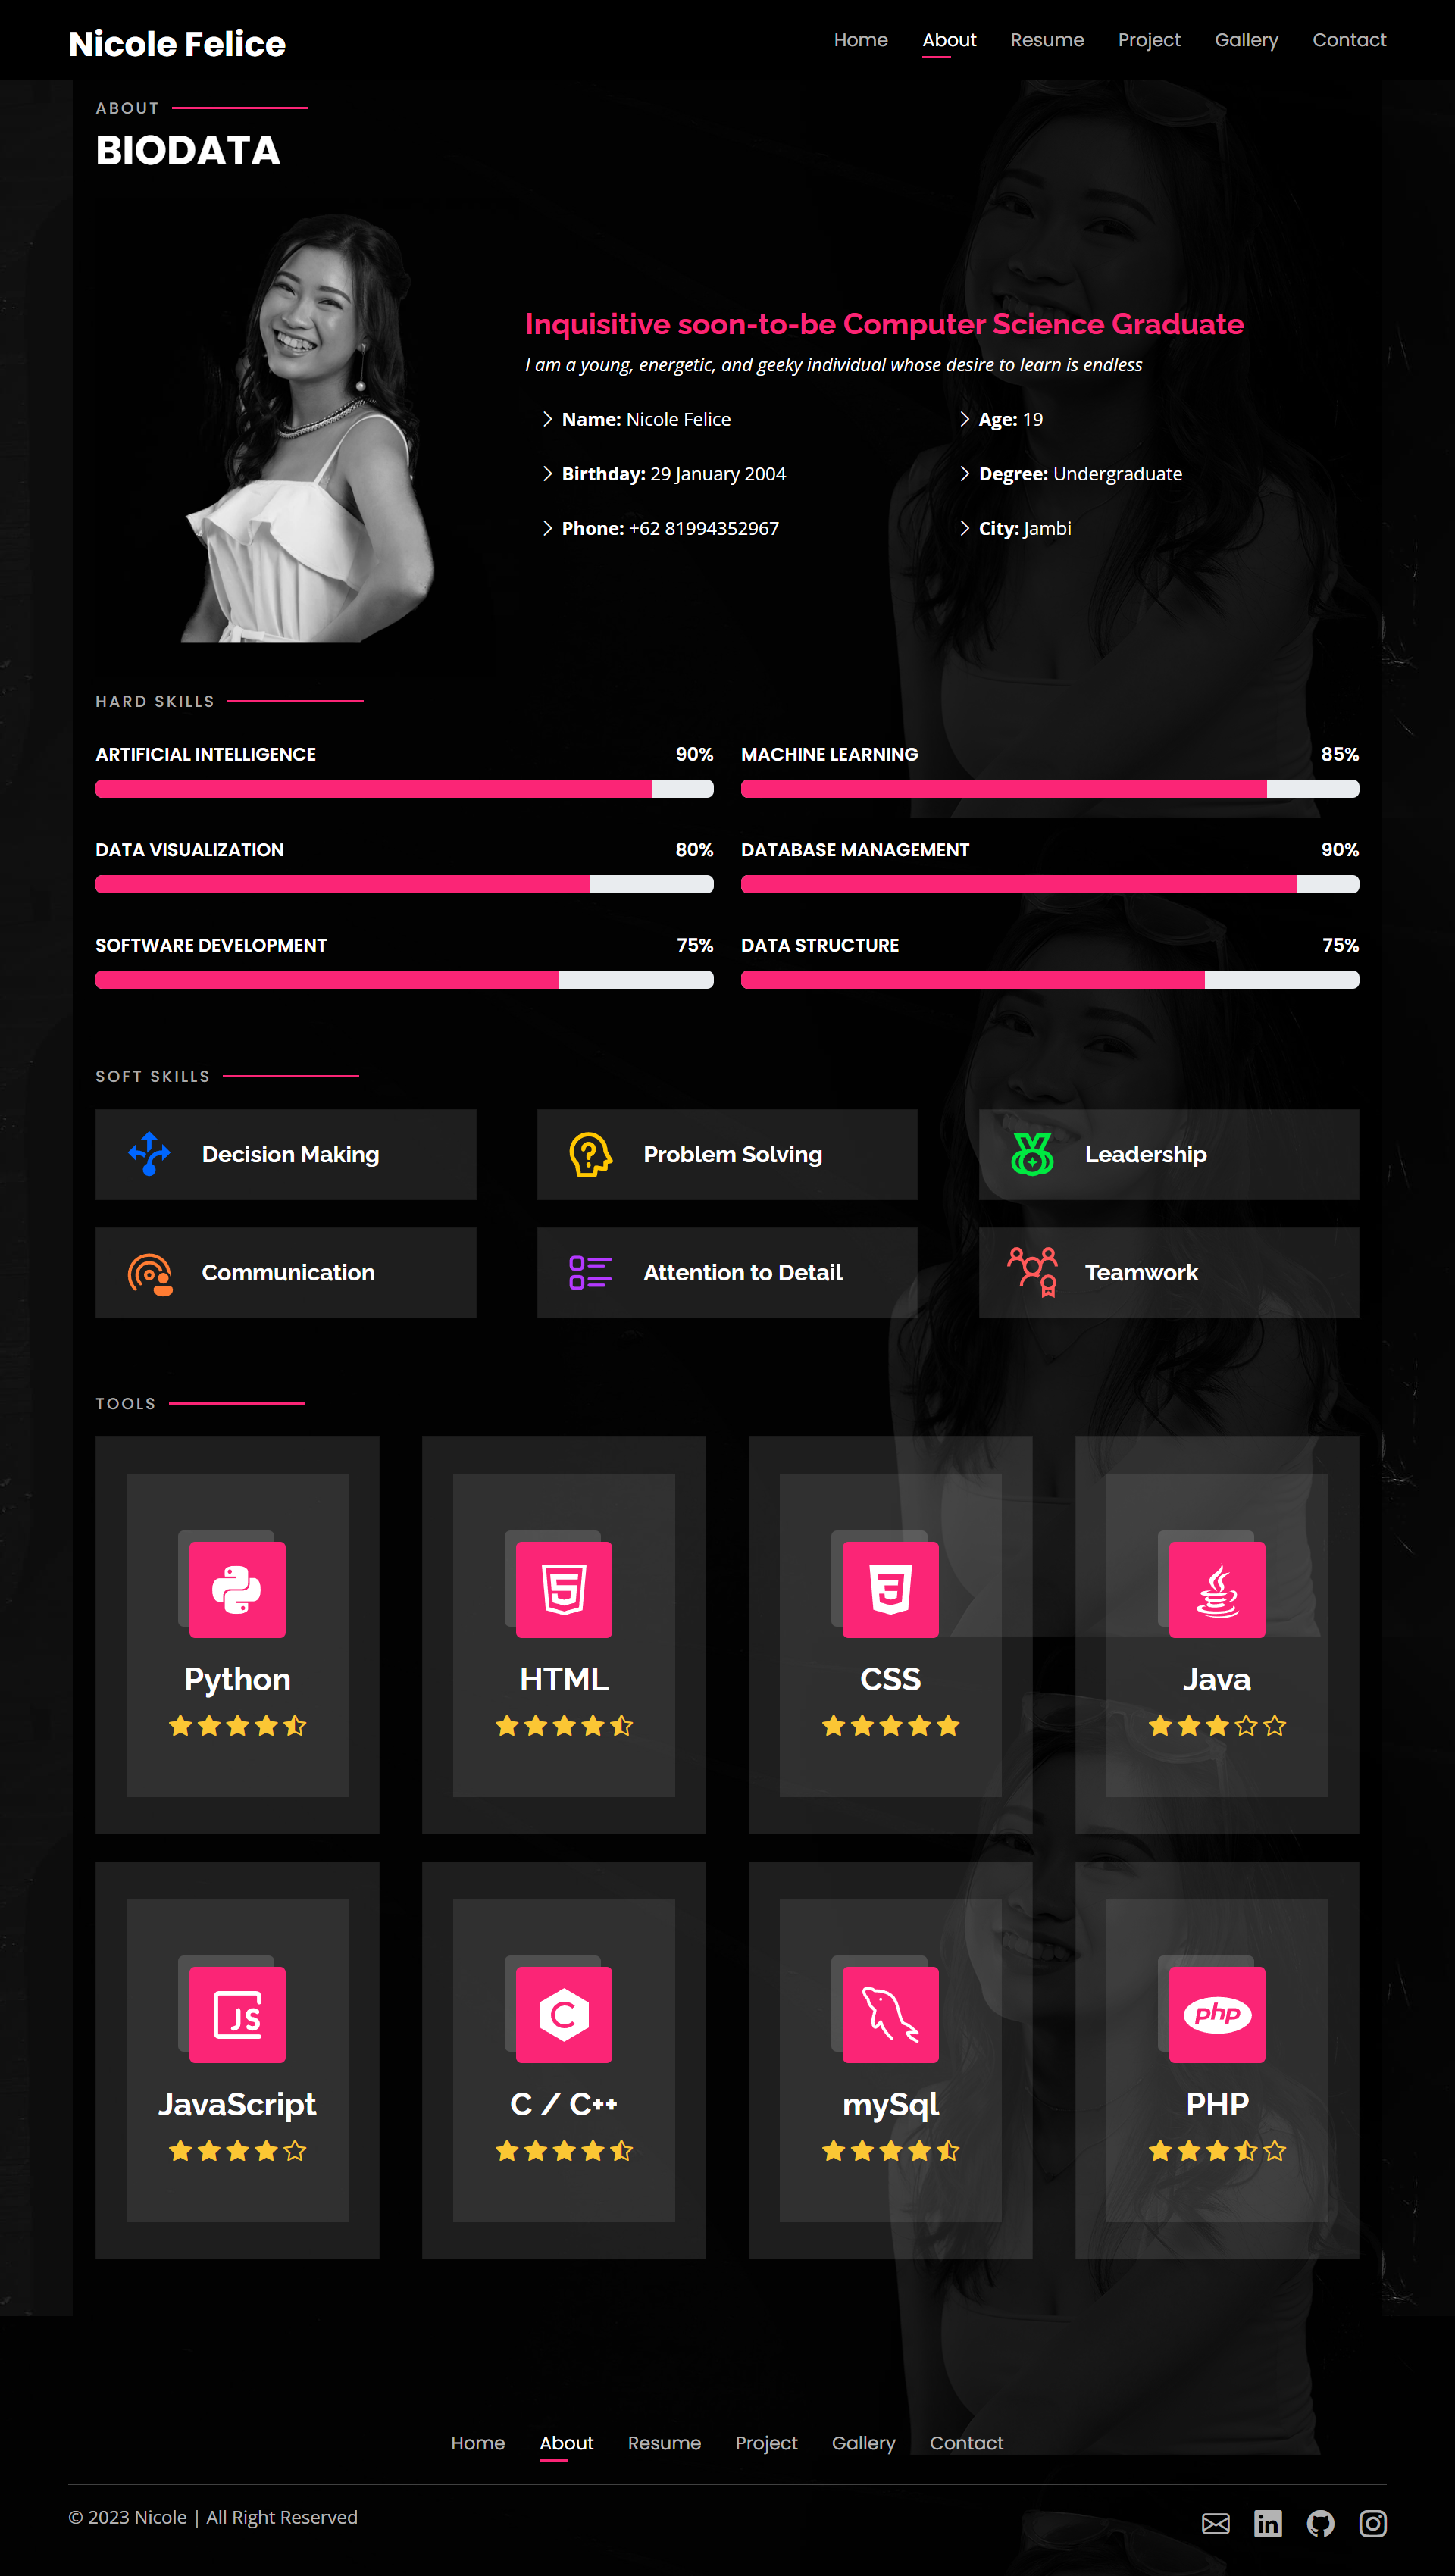 Nicole Felice
Home About Resume Project Gallery Contact
ABOUT
BIODATA
Inquisitive soon-to-be Computer Science Graduate
I am a young, energetic, and geeky individual whose desire to learn is endless
Name: Nicole Felice
Age: 19
Birthday: 29 January 2004
Degree: Undergraduate
Phone: +62 81994352967
City: Jambi
HARD SKILLS
ARTIFICIAL INTELLIGENCE 90%
MACHINE LEARNING 85%
DATA VISUALIZATION 80%
DATABASE MANAGEMENT 90%
SOFTWARE DEVELOPMENT 75%
DATA STRUCTURE 75%
SOFT SKILLS
Decision Making
Problem Solving
Leadership
Communication
Attention to Detail
Teamwork
TOOLS
5
3
Python
HTML
CSS
Java
JS
C
php
JavaScript
C / C++
mySql
PHP
Home About Resume Project Gallery Contact
© 2023 Nicole | All Right Reserved
in